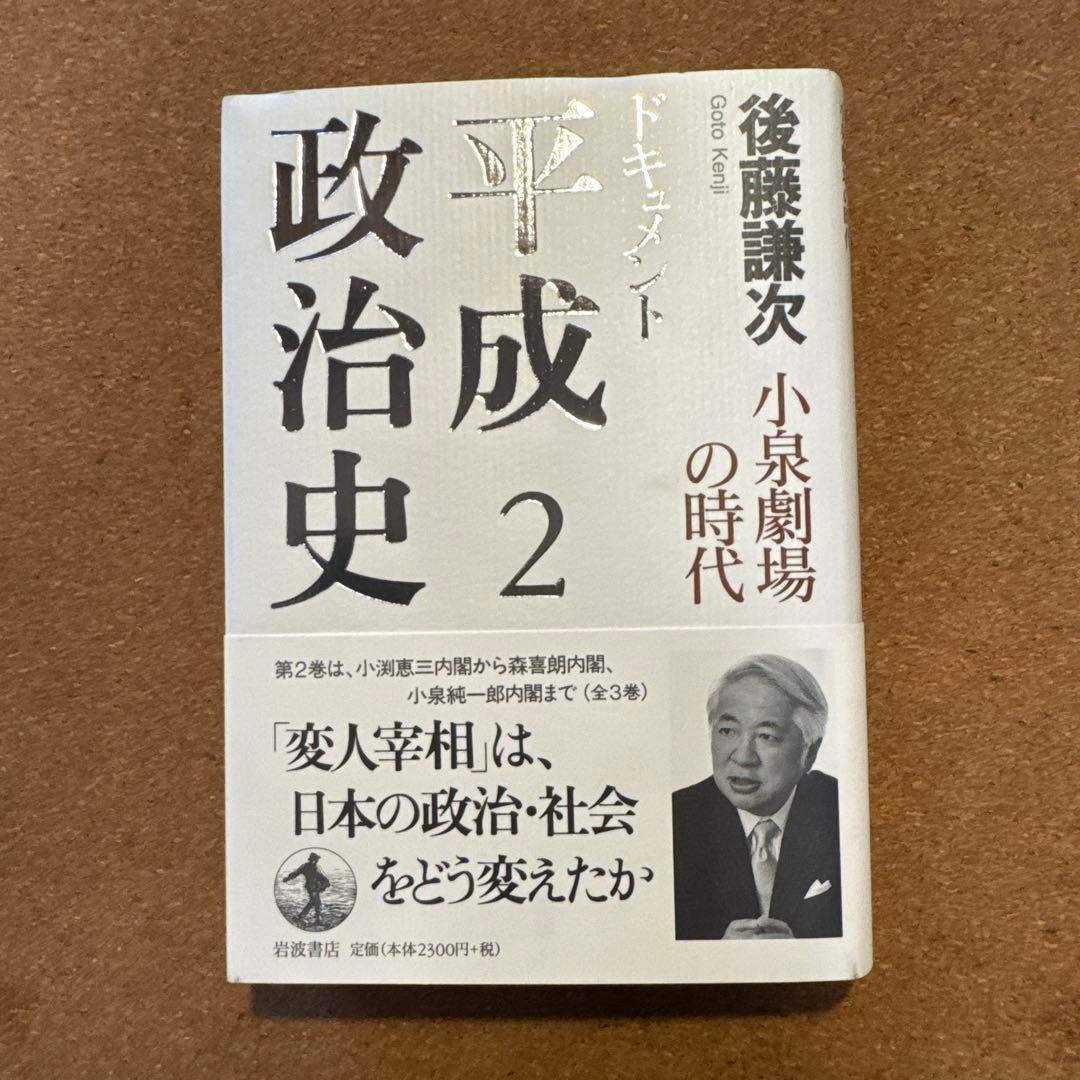 後藤謙次
Goto Kenji
小泉劇場
の時代
ドキュメント
平成
2
政治史
第2巻は、小渕恵三内閣から森喜朗内閣、
小泉純一郎内閣まで（全3巻）
「変人宰相」は、
日本の政治・社会
をどう変えたか
岩波書店 定価（本体2300円+税）